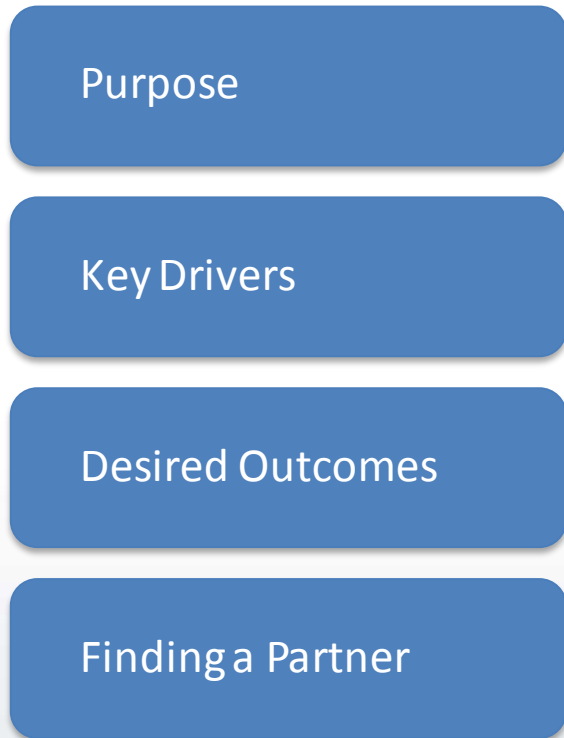 Purpose
Key Drivers
Desired Outcomes
Finding a Partner